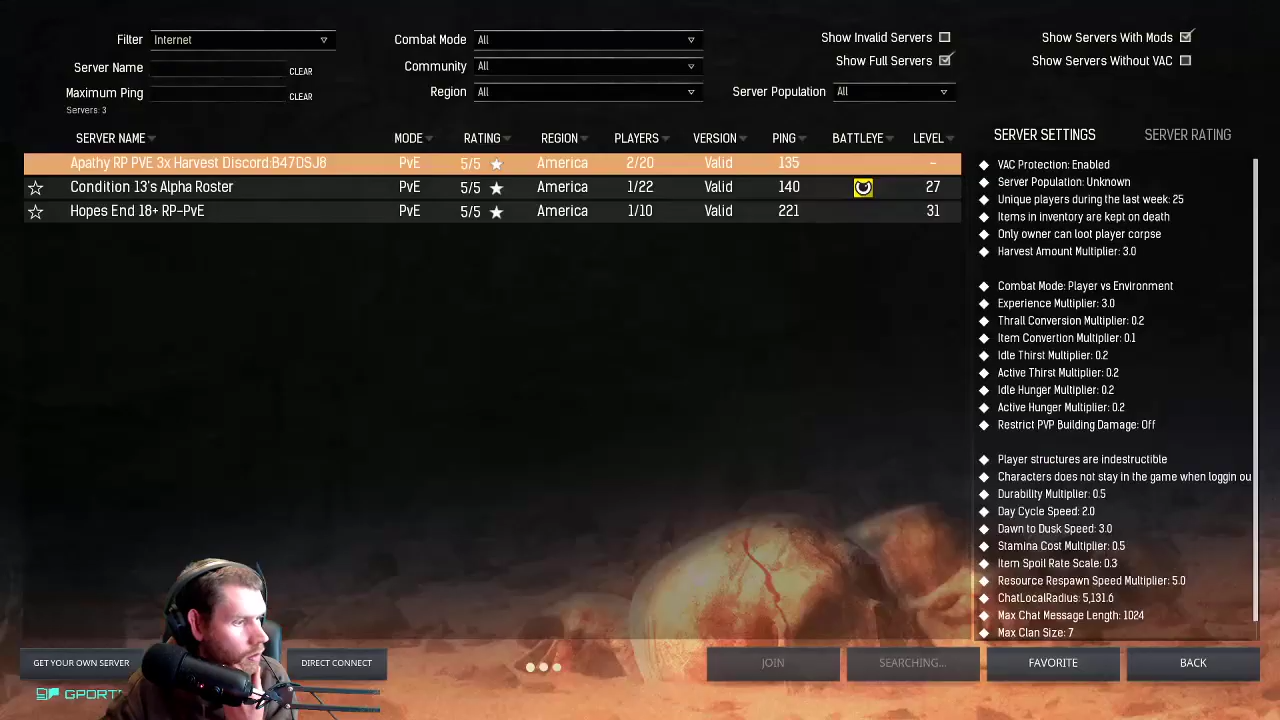 Filter Internet
Server Name CLEAR
Maximum Ping CLEAR
Servers: 3
Combat Mode All
Community All
Region All
Show Invalid Servers
Show Full Servers
Server Population All
Show Servers With Mods
Show Servers Without VAC
SERVER NAME MODE RATING REGION PLAYERS VERSION PING BATTLEYE LEVEL
Apathy RP PVE 3x Harvest Discord:B47DSJ8 PvE 5/5 America 2/20 Valid 135 -
Condition 13's Alpha Roster PvE 5/5 America 1/22 Valid 140 27
Hopes End 18+ RP-PvE PvE 5/5 America 1/10 Valid 221 31
SERVER SETTINGS SERVER RATING
VAC Protection: Enabled
Server Population: Unknown
Unique players during the last week: 25
Items in inventory are kept on death
Only owner can loot player corpse
Harvest Amount Multiplier: 3.0
Combat Mode: Player vs Environment
Experience Multiplier: 3.0
Thrall Conversion Multiplier: 0.2
Item Convertion Multiplier: 0.1
Idle Thirst Multiplier: 0.2
Active Thirst Multiplier: 0.2
Idle Hunger Multiplier: 0.2
Active Hunger Multiplier: 0.2
Restrict PVP Building Damage: Off
Player structures are indestructible
Characters does not stay in the game when loggin ou
Durability Multiplier: 0.5
Day Cycle Speed: 2.0
Dawn to Dusk Speed: 3.0
Stamina Cost Multiplier: 0.5
Item Spoil Rate Scale: 0.3
Resource Respawn Speed Multiplier: 5.0
ChatLocalRadius: 5,131.6
Max Chat Message Length: 1024
Max Clan Size: 7
GET YOUR OWN SERVER DIRECT CONNECT JOIN SEARCHING... FAVORITE BACK
GPORT